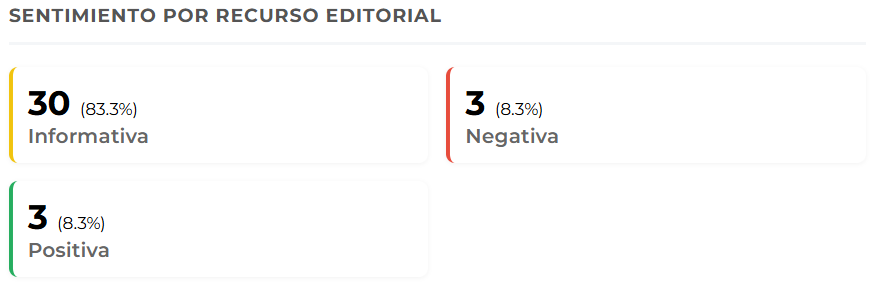 SENTIMIENTO POR RECURSO EDITORIAL
30 (83.3%)
Informativa
3 (8.3%)
Negativa
3 (8.3%)
Positiva